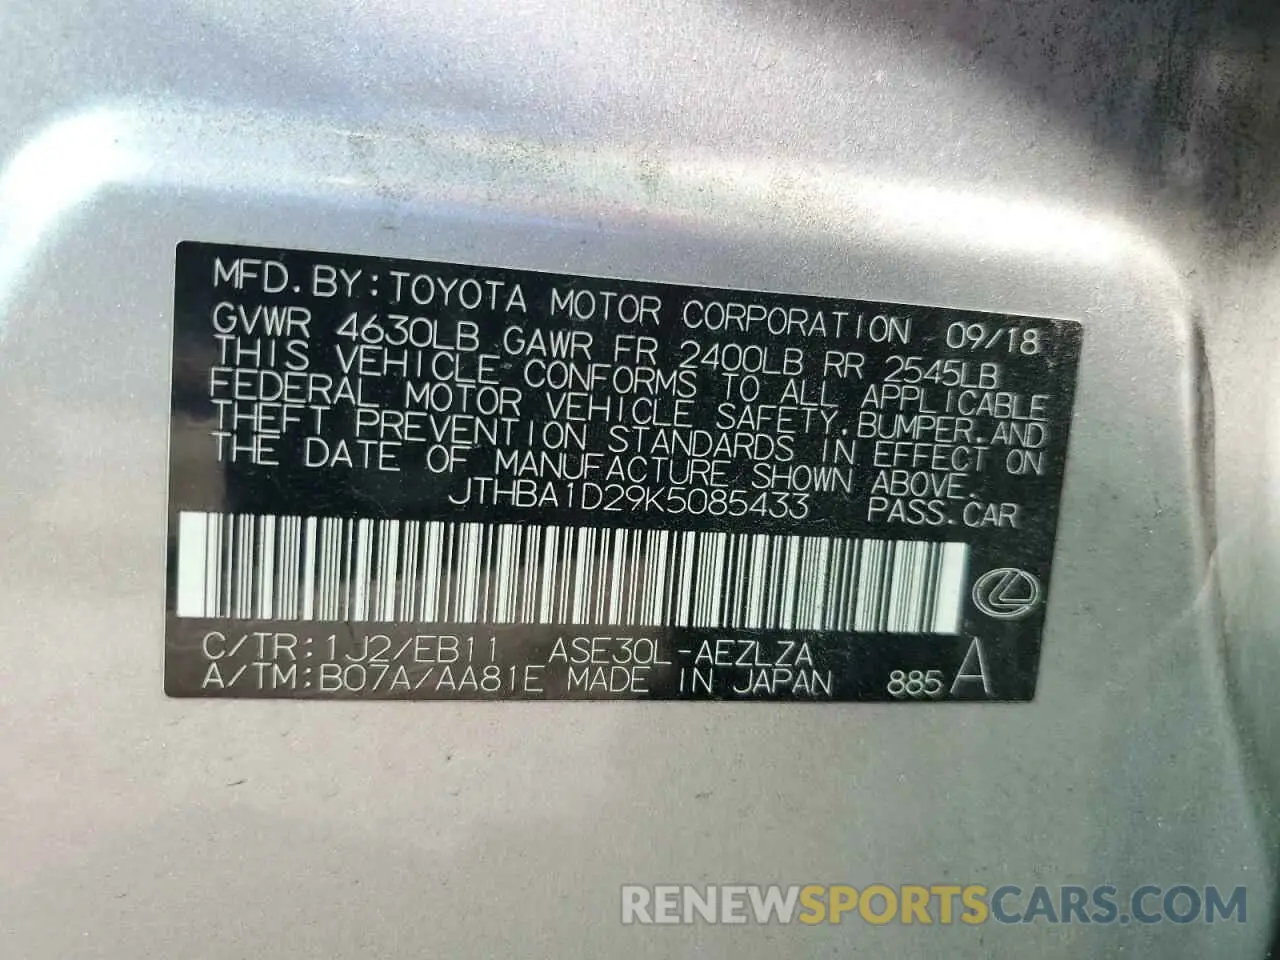 MFD.BY:TOYOTA MOTOR CORPORATION 09/18
GVWR 4630LB GAWR FR 2400LB RR 2545LB
THIS VEHICLE CONFORMS TO ALL APPLICABLE
FEDERAL MOTOR VEHICLE SAFETY,BUMPER,AND
THEFT PREVENTION STANDARDS IN EFFECT ON
THE DATE OF MANUFACTURE SHOWN ABOVE.
JTHBA1D29K5085433 PASS.CAR
C/TR:1J2/EB11 ASE30L-AEZLZA
A/TM:B07A/AA81E MADE IN JAPAN 885 A
RENEWSPORTSCARS.COM